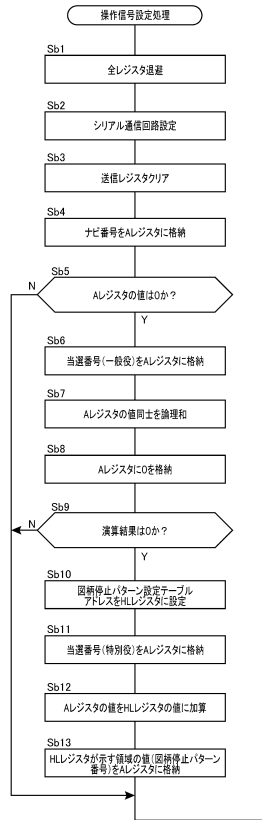 操作信号設定処理
Sb1
全レジスタ退避
Sb2
シリアル通信回路設定
Sb3
送信レジスタクリア
Sb4
ナビ番号をAレジスタに格納
Sb5
N
Aレジスタの値は0か？
Y
Sb6
当選番号(一般役)をAレジスタに格納
Sb7
Aレジスタの値同士を論理和
Sb8
Aレジスタに0を格納
Sb9
N
演算結果は0か？
Y
Sb10
図柄停止パターン設定テーブル
アドレスをHLレジスタに設定
Sb11
当選番号(特別役)をAレジスタに格納
Sb12
Aレジスタの値をHLレジスタの値に加算
Sb13
HLレジスタが示す領域の値(図柄停止パターン
番号)をAレジスタに格納